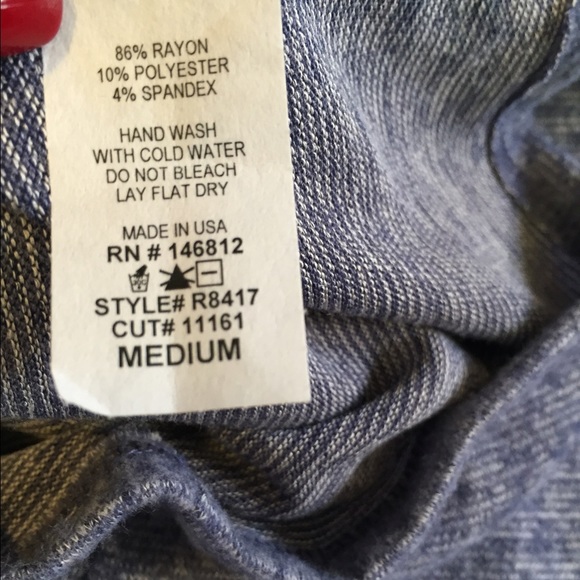 86% RAYON
10% POLYESTER
4% SPANDEX
HAND WASH
WITH COLD WATER
DO NOT BLEACH
LAY FLAT DRY
MADE IN USA
RN # 146812
STYLE# R8417
CUT# 11161
MEDIUM